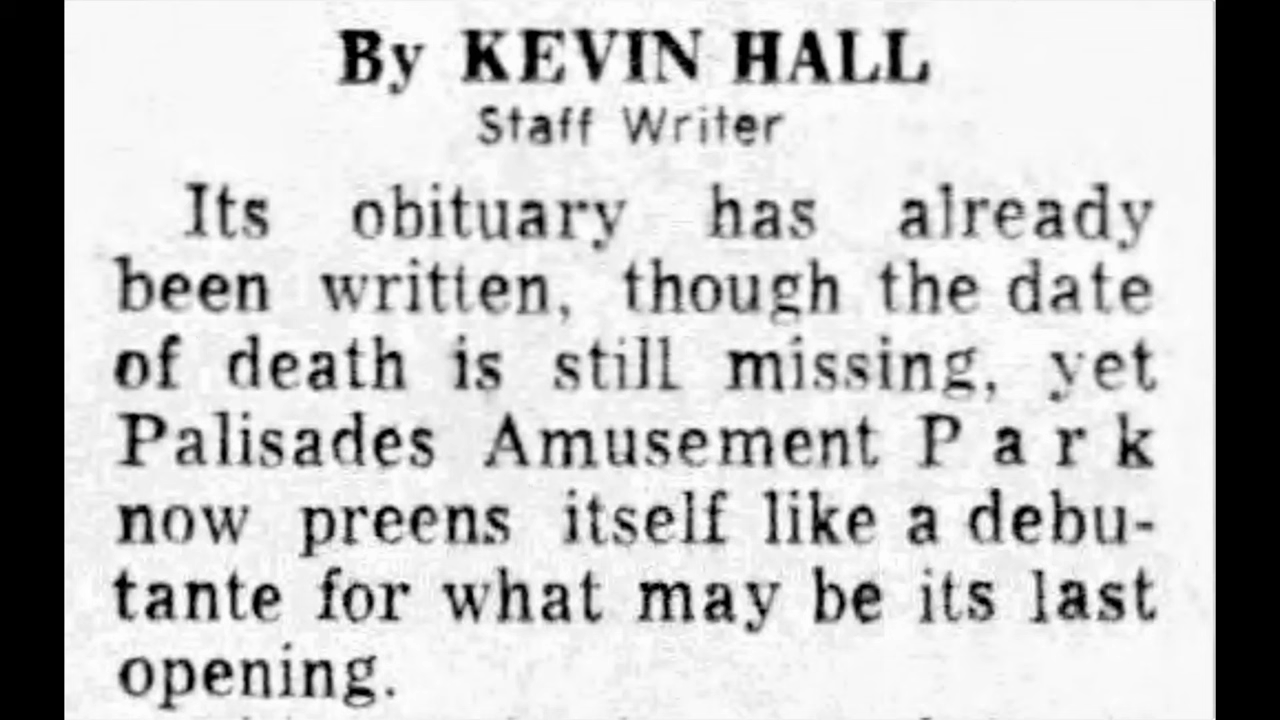 By KEVIN HALL
Staff Writer
Its obituary has already
been written, though the date
of death is still missing, yet
Palisades Amusement Park
now preens itself like a debu-
tante for what may be its last
opening.